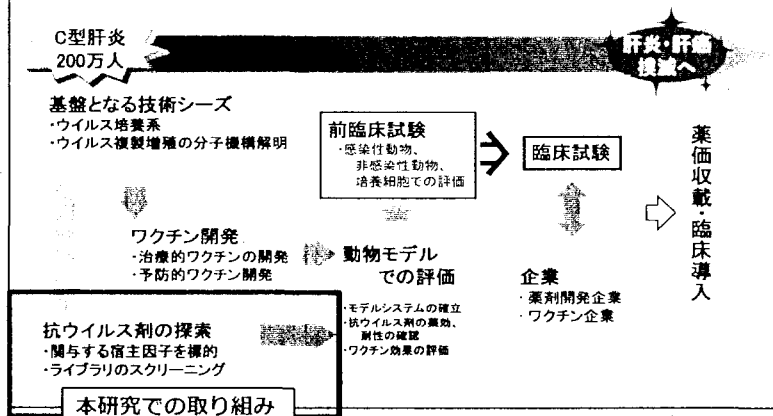 C型肝炎
200万人
肝炎・肝癌
撲滅へ
基盤となる技術シーズ
・ウイルス培養系
・ウイルス複製増殖の分子機構解明
前臨床試験
・感染性動物、
非感染性動物、
培養細胞での評価
臨床試験
薬価収載・臨床導入
ワクチン開発
・治療的ワクチンの開発
・予防的ワクチン開発
動物モデル
での評価
・モデルシステムの確立
・抗ウイルス剤の薬効、
耐性の確認
・ワクチン効果の評価
企業
・薬剤開発企業
・ワクチン企業
抗ウイルス剤の探索
・関与する宿主因子を標的
・ライブラリのスクリーニング
本研究での取り組み